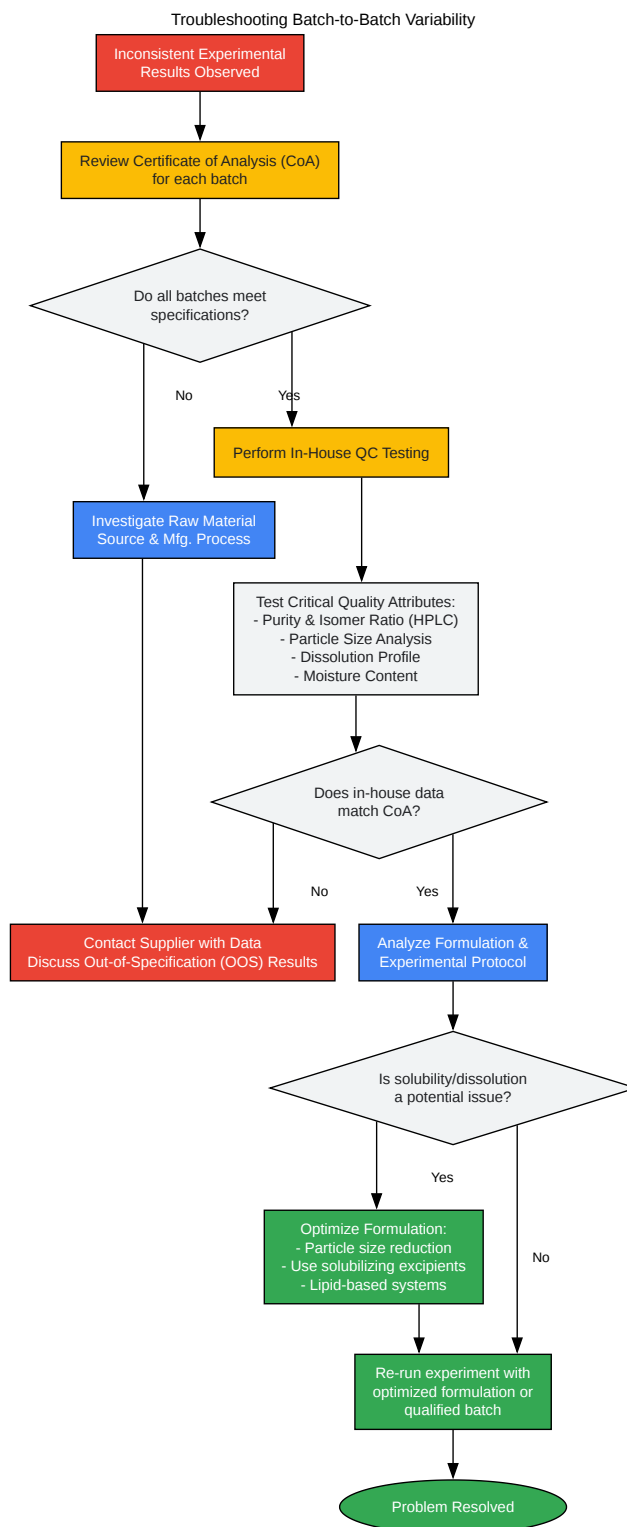 Troubleshooting Batch-to-Batch Variability
Inconsistent Experimental
Results Observed
Review Certificate of Analysis (CoA)
for each batch
Do all batches meet
specifications?
No
Yes
Perform In-House QC Testing
Investigate Raw Material
Source & Mfg. Process
Test Critical Quality Attributes:
- Purity & Isomer Ratio (HPLC)
- Particle Size Analysis
- Dissolution Profile
- Moisture Content
Does in-house data
match CoA?
No
Yes
Contact Supplier with Data
Discuss Out-of-Specification (OOS) Results
Analyze Formulation &
Experimental Protocol
Is solubility/dissolution
a potential issue?
Yes
Optimize Formulation:
- Particle size reduction
- Use solubilizing excipients
- Lipid-based systems
No
Re-run experiment with
optimized formulation or
qualified batch
Problem Resolved